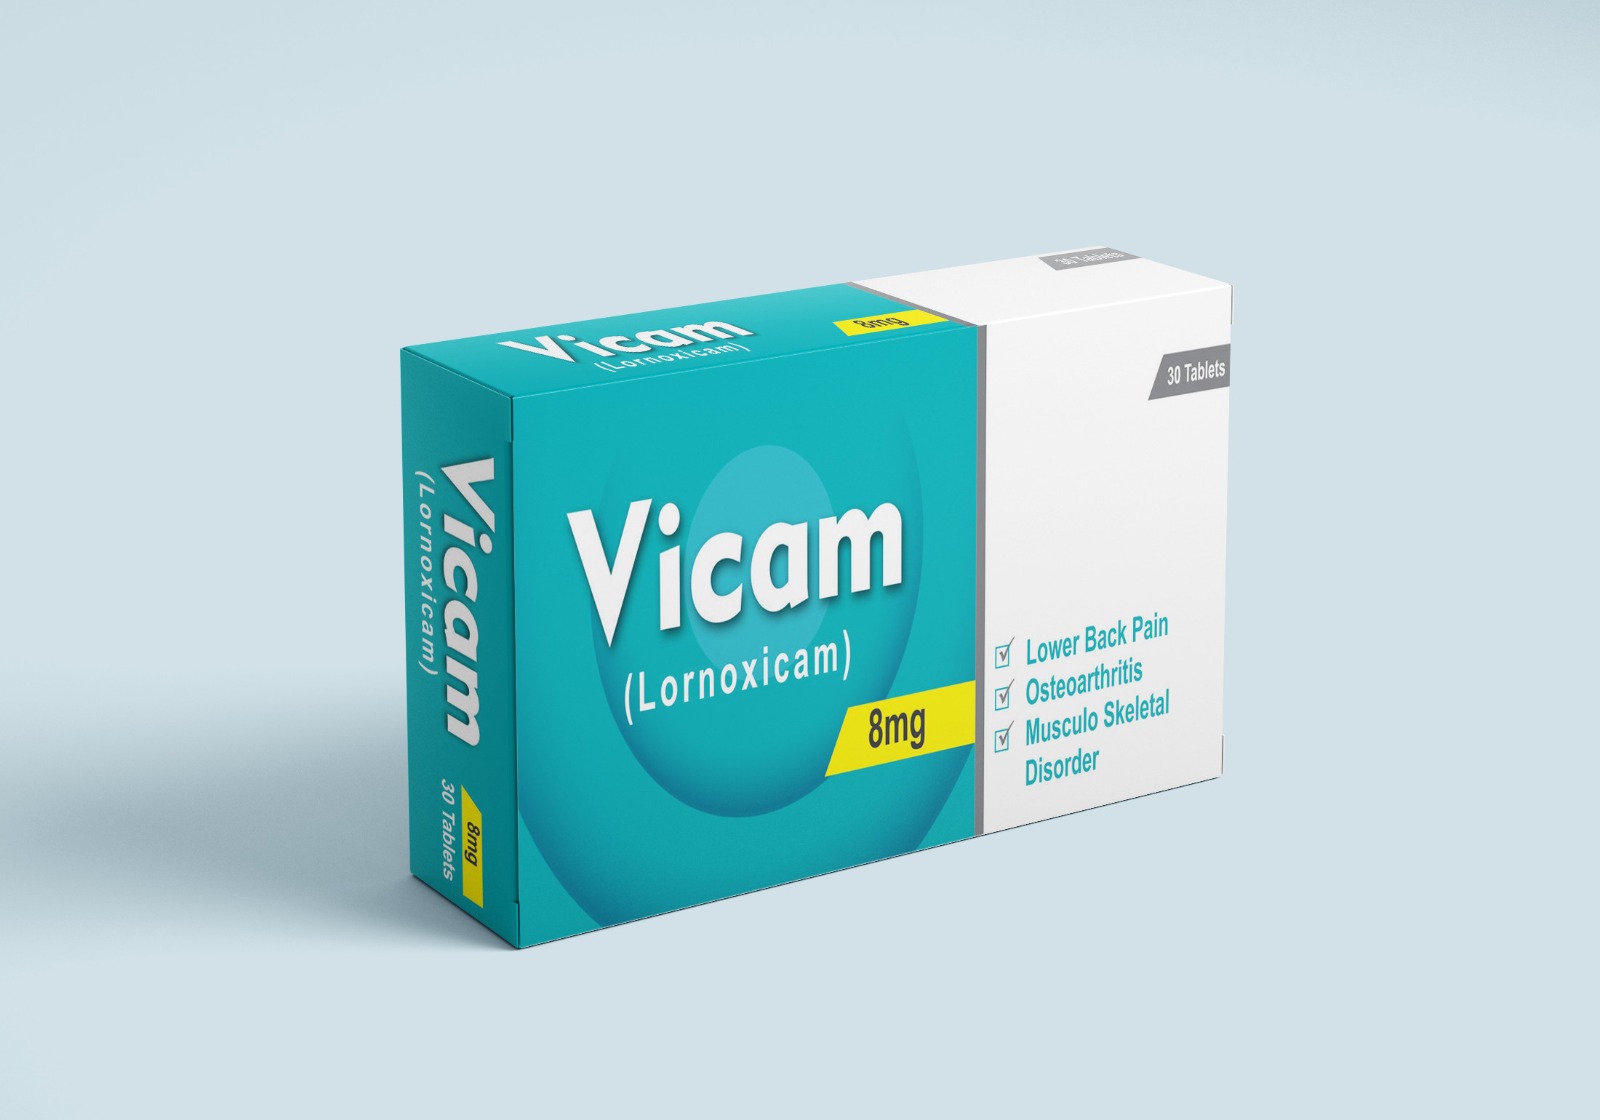 Vicam
(Lornoxicam)
8mg
30 Tablets
Vicam
(Lornoxicam)
8mg
30 Tablets
Vicam
(Lornoxicam)
8mg
30 Tablets
Lower Back Pain
Osteoarthritis
Musculo Skeletal
Disorder